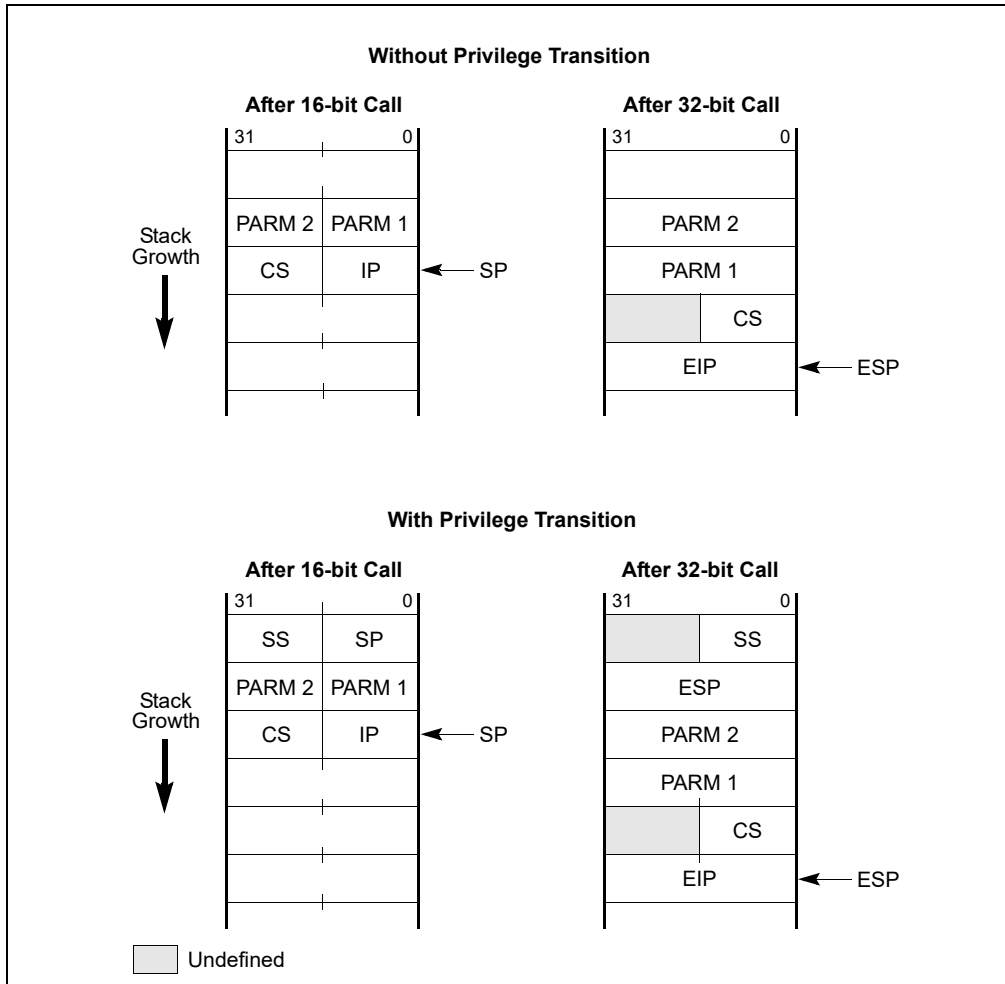 Without Privilege Transition
After 16-bit Call
After 32-bit Call
31 0
31 0
PARM 2 PARM 1
PARM 2
Stack
Growth
CS IP
SP
PARM 1
CS
EIP
ESP
With Privilege Transition
After 16-bit Call
After 32-bit Call
31 0
31 0
SS SP
SS
PARM 2 PARM 1
ESP
Stack
Growth
CS IP
SP
PARM 2
PARM 1
CS
EIP
ESP
Undefined